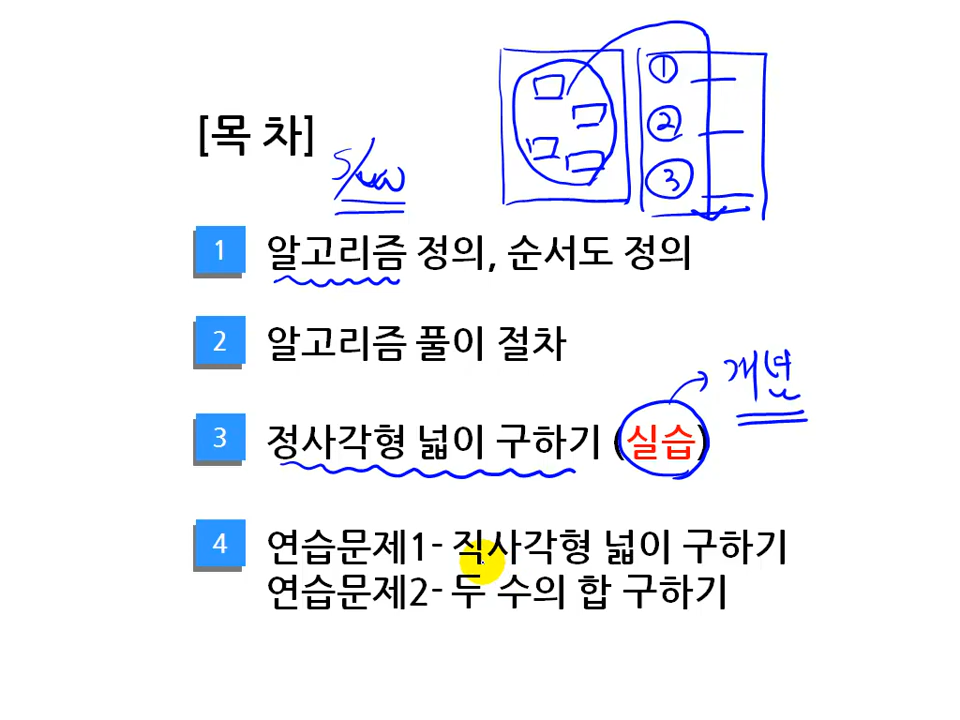 ①
②
③
[목 차]
S/W
1 알고리즘 정의, 순서도 정의
2 알고리즘 풀이 절차
개념
3 정사각형 넓이 구하기 (실습)
4 연습문제1- 직사각형 넓이 구하기
연습문제2- 두 수의 합 구하기